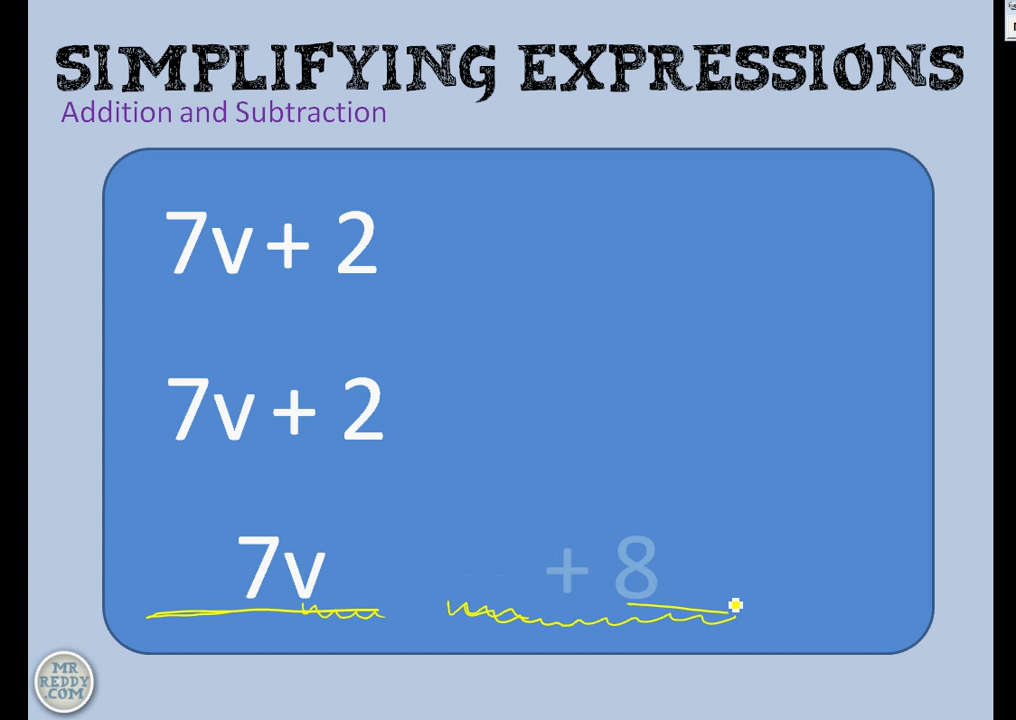 SIMPLIFYING EXPRESSIONS
Addition and Subtraction
7v + 2
7v + 2
7v + 8
MR
REDDY
.COM